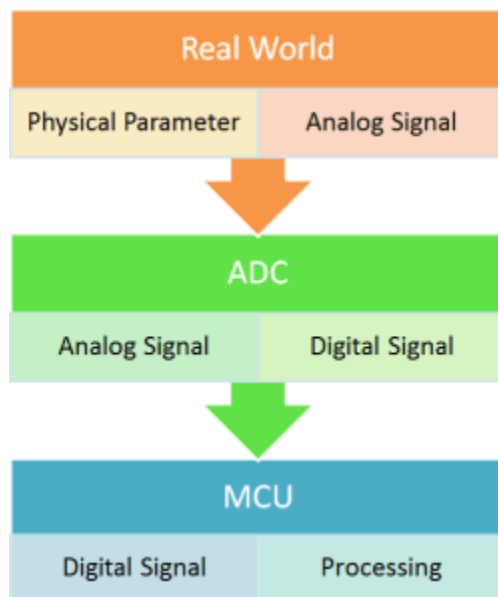 Real World
Physical Parameter Analog Signal
ADC
Analog Signal Digital Signal
MCU
Digital Signal Processing